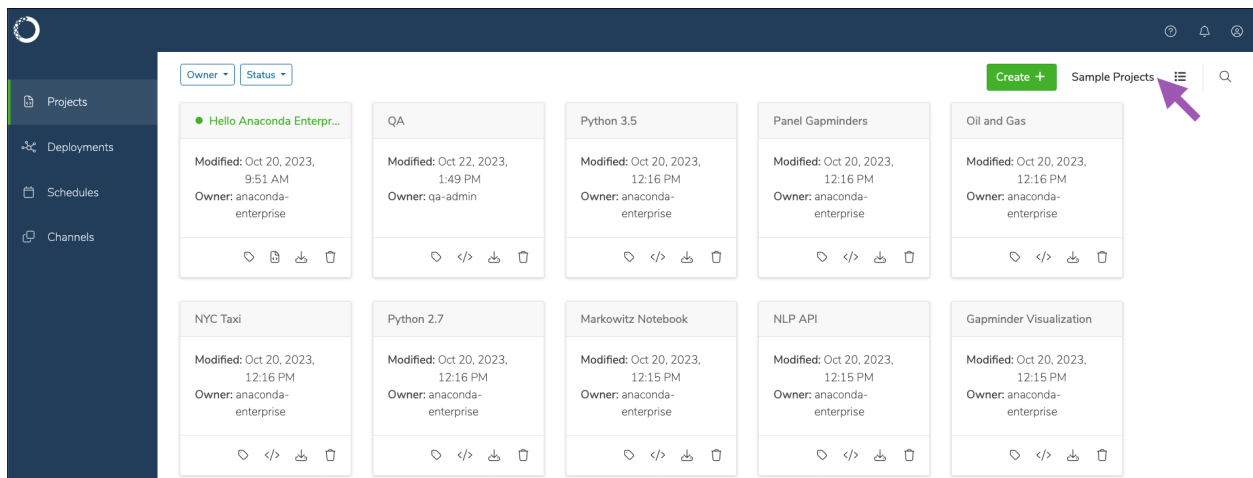 Owner
Status
Create +
Sample Projects
Projects
Deployments
Schedules
Channels
Hello Anaconda Enterpr...
Modified: Oct 20, 2023,
9:51 AM
Owner: anaconda-
enterprise
QA
Modified: Oct 22, 2023,
1:49 PM
Owner: qa-admin
Python 3.5
Modified: Oct 20, 2023,
12:16 PM
Owner: anaconda-
enterprise
Panel Gapminders
Modified: Oct 20, 2023,
12:16 PM
Owner: anaconda-
enterprise
Oil and Gas
Modified: Oct 20, 2023,
12:16 PM
Owner: anaconda-
enterprise
NYC Taxi
Modified: Oct 20, 2023,
12:16 PM
Owner: anaconda-
enterprise
Python 2.7
Modified: Oct 20, 2023,
12:16 PM
Owner: anaconda-
enterprise
Markowitz Notebook
Modified: Oct 20, 2023,
12:15 PM
Owner: anaconda-
enterprise
NLP API
Modified: Oct 20, 2023,
12:15 PM
Owner: anaconda-
enterprise
Gapminder Visualization
Modified: Oct 20, 2023,
12:15 PM
Owner: anaconda-
enterprise